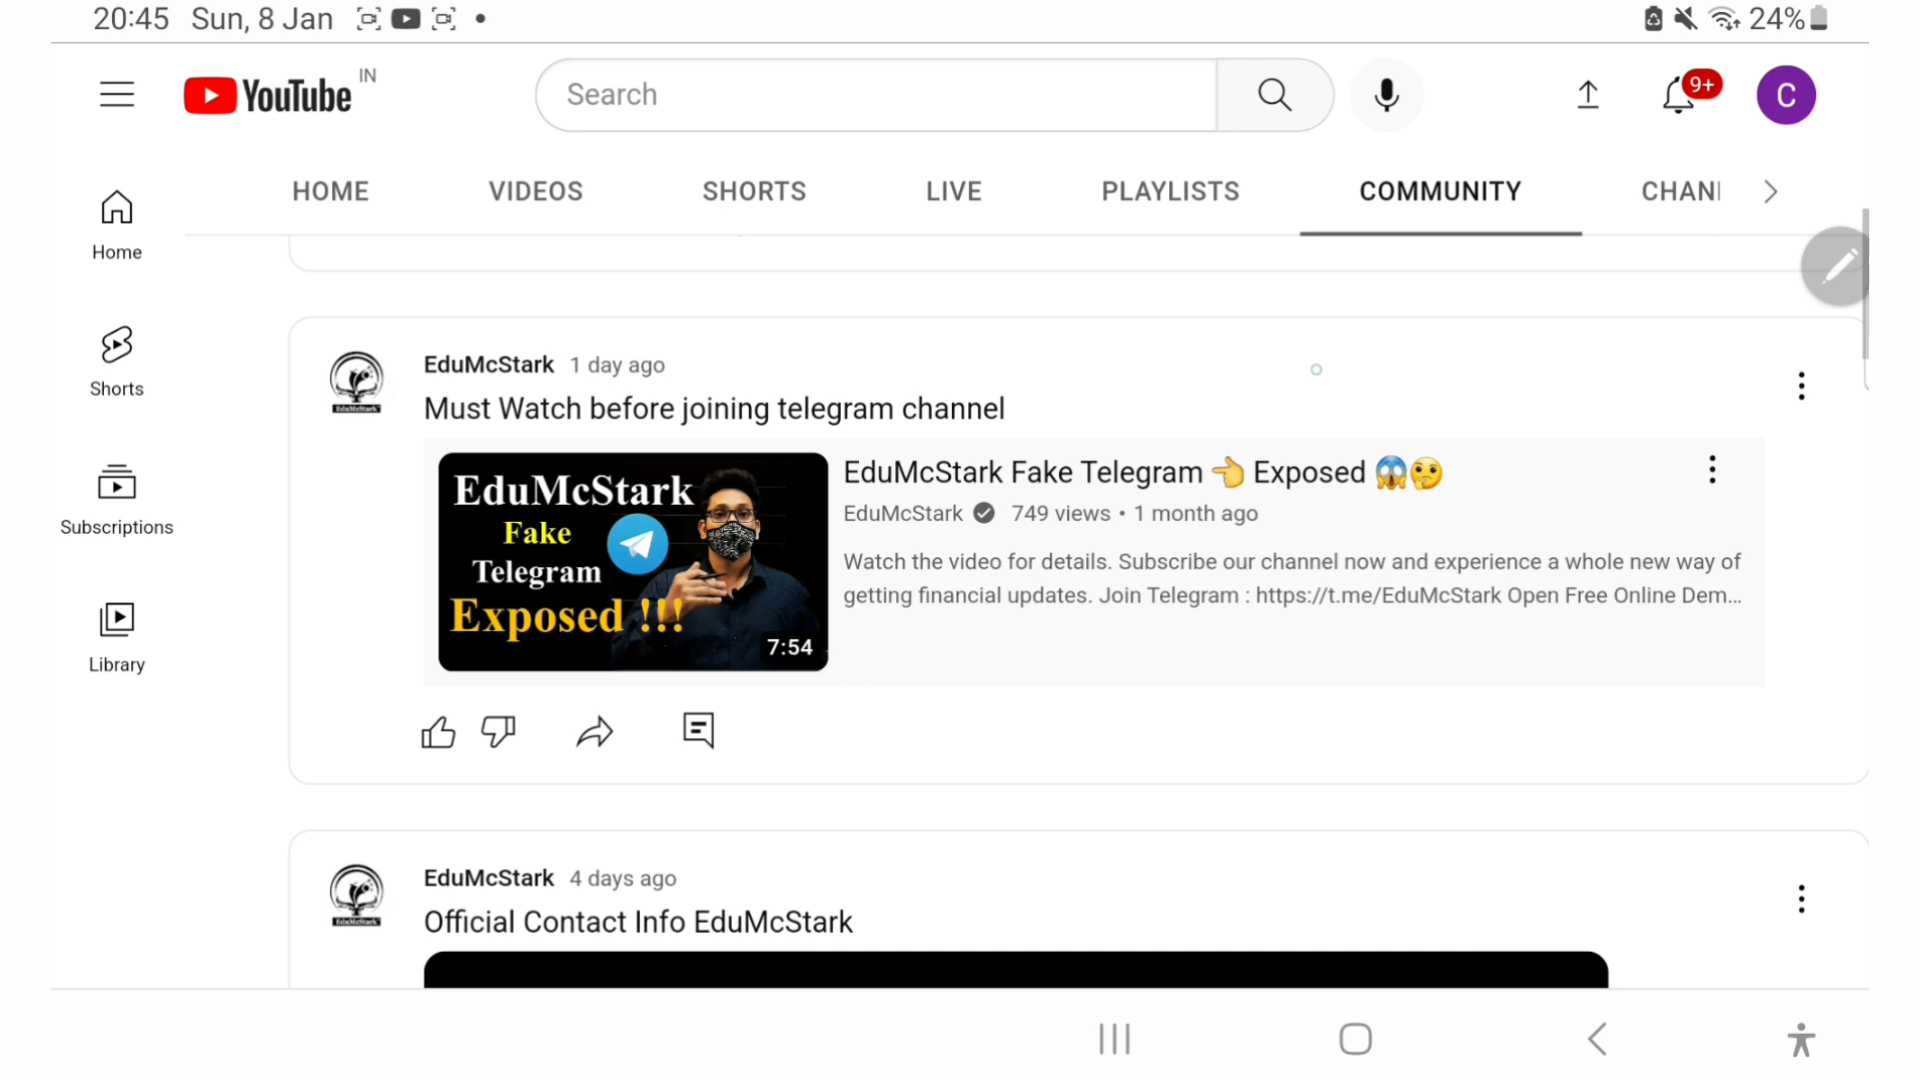 20:45 Sun, 8 Jan
24%
YouTube IN
Search
9+
C
HOME VIDEOS SHORTS LIVE PLAYLISTS COMMUNITY CHAN
Home
Shorts
Subscriptions
Library
EduMcStark 1 day ago
Must Watch before joining telegram channel
EduMcStark
Fake
Telegram
Exposed !!!
7:54
EduMcStark Fake Telegram 👈 Exposed 😱🤔
EduMcStark 749 views • 1 month ago
Watch the video for details. Subscribe our channel now and experience a whole new way of
getting financial updates. Join Telegram : https://t.me/EduMcStark Open Free Online Dem...
EduMcStark
EduMcStark 4 days ago
Official Contact Info EduMcStark
EduMcStark